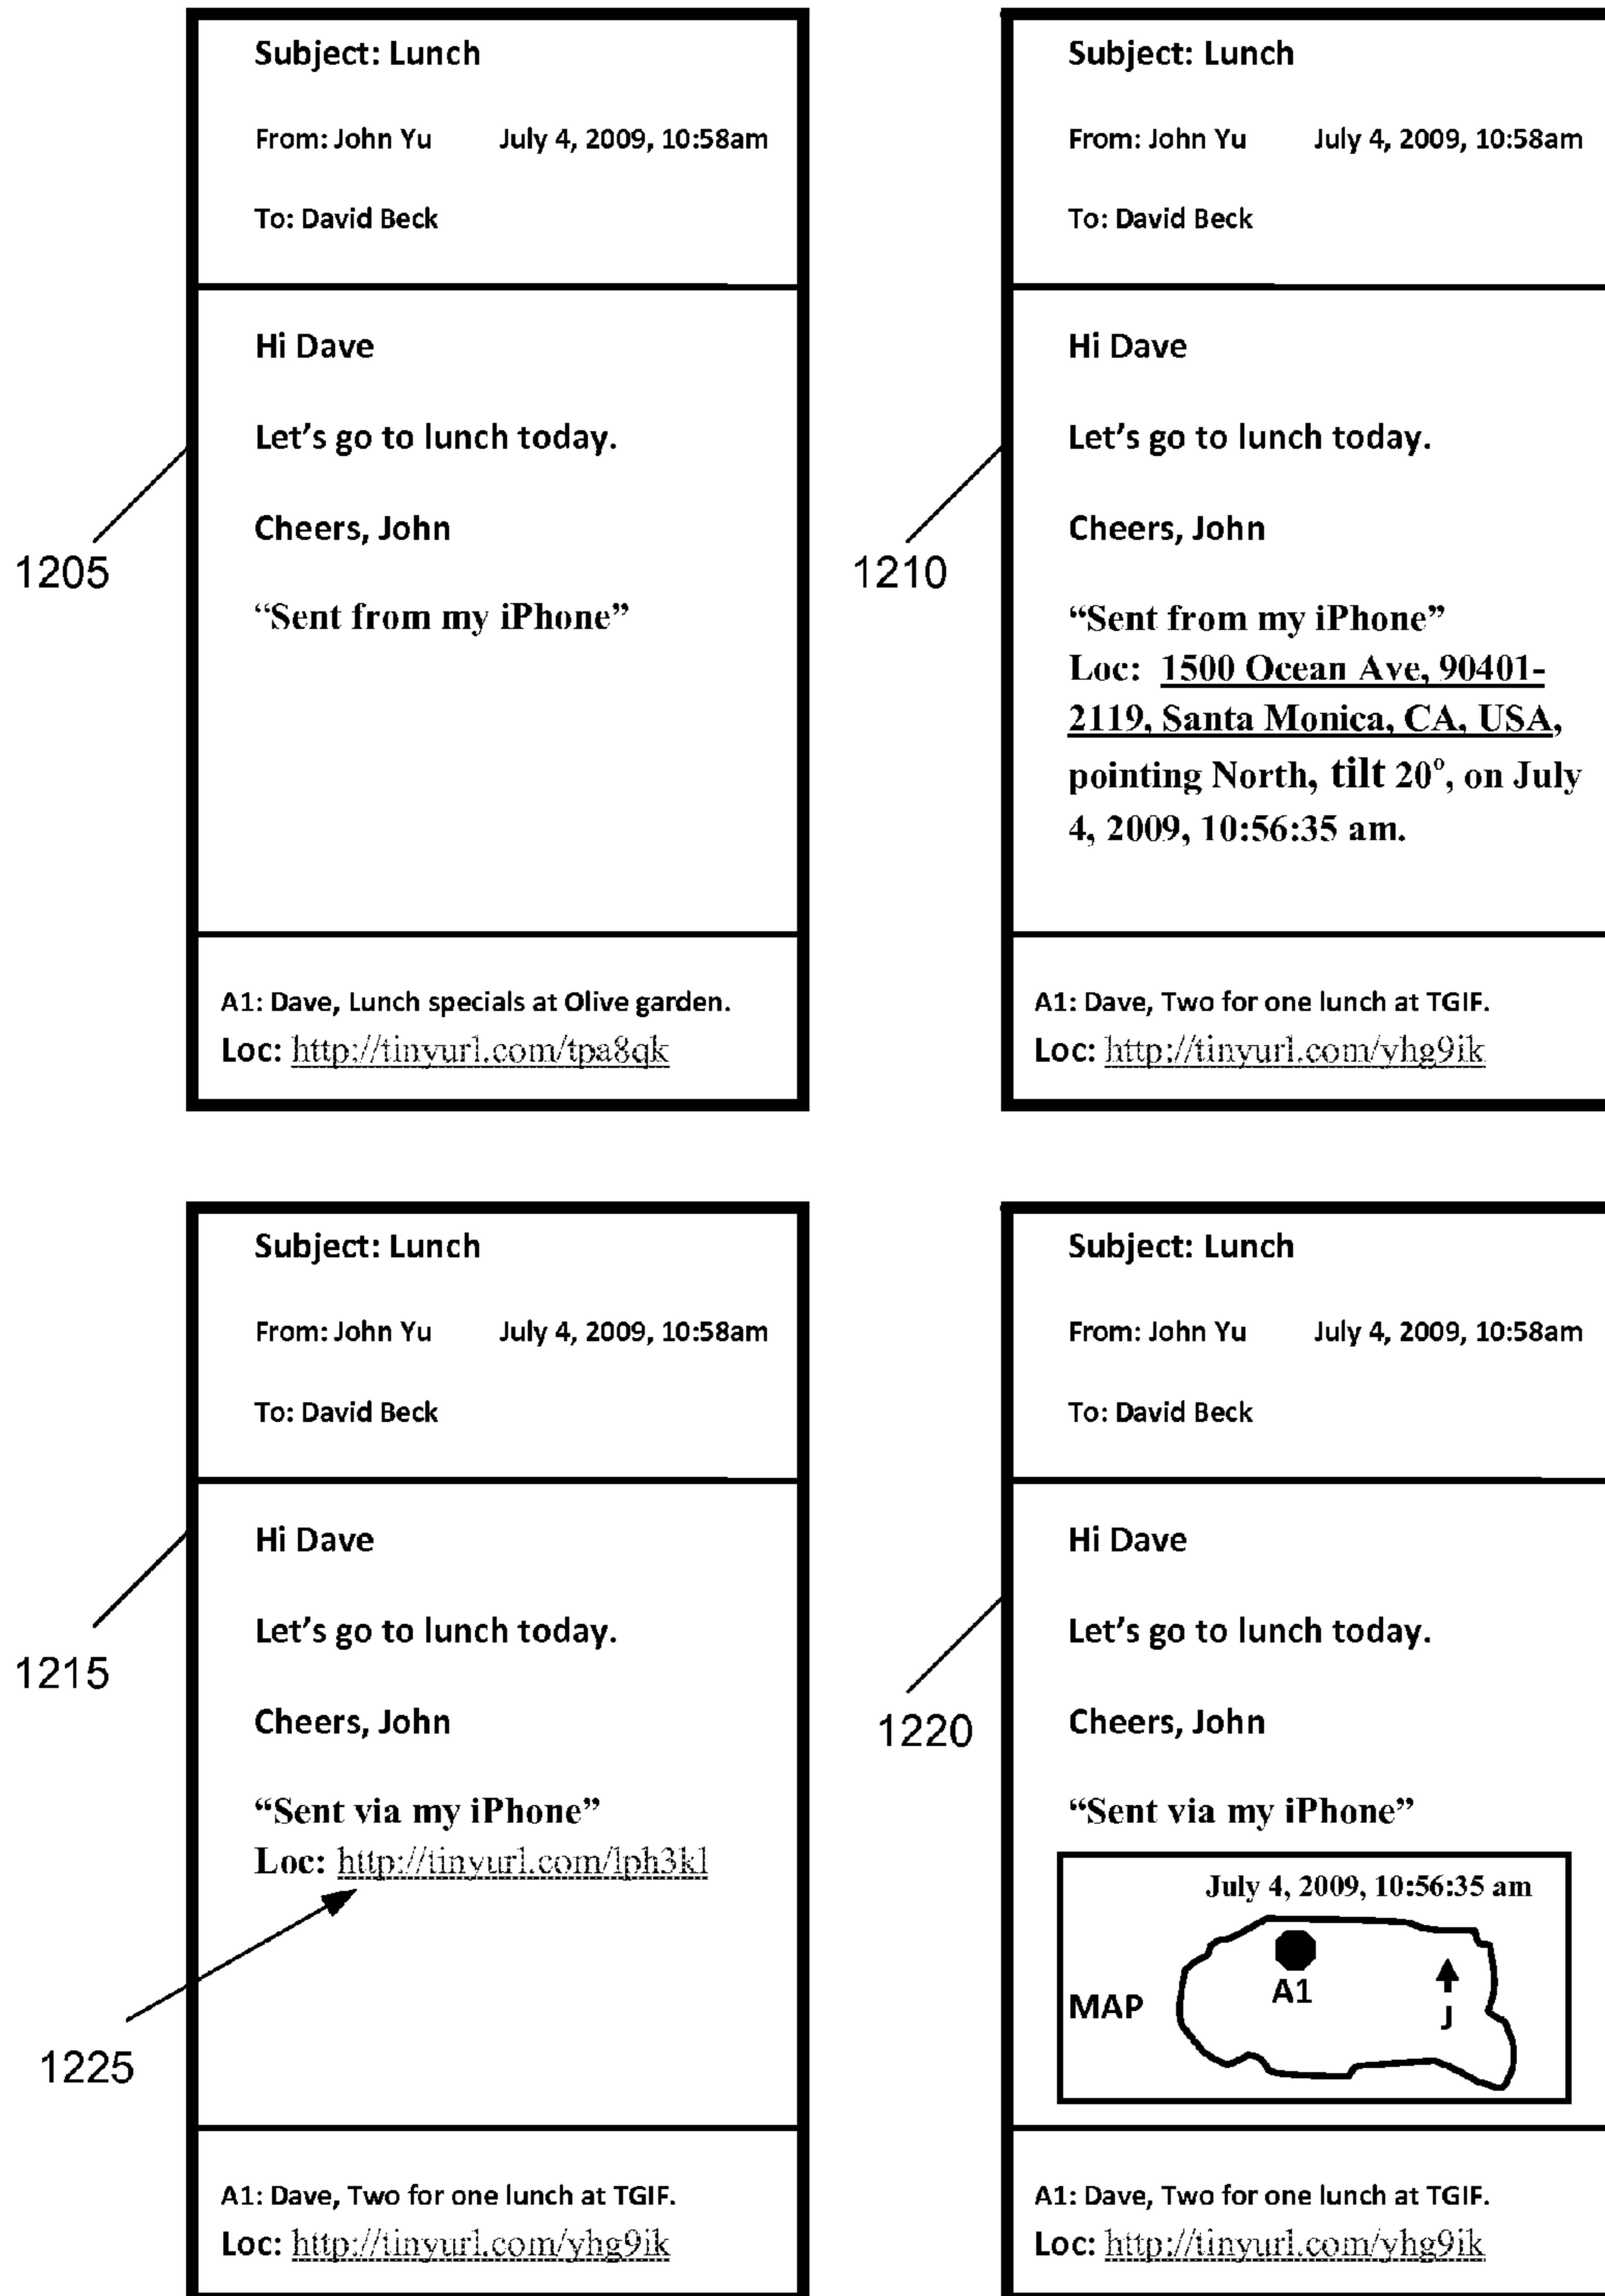 Subject: Lunch
From: John Yu July 4, 2009, 10:58am
To: David Beck
Hi Dave
Let's go to lunch today.
Cheers, John
“Sent from my iPhone”
1205
A1: Dave, Lunch specials at Olive garden.
Loc: http://tinyurl.com/tpa8qk
Subject: Lunch
From: John Yu July 4, 2009, 10:58am
To: David Beck
Hi Dave
Let's go to lunch today.
Cheers, John
“Sent from my iPhone”
Loc: 1500 Ocean Ave, 90401-
2119, Santa Monica, CA, USA,
pointing North, tilt 20º, on July
4, 2009, 10:56:35 am.
1210
A1: Dave, Two for one lunch at TGIF.
Loc: http://tinyurl.com/yhg9ik
Subject: Lunch
From: John Yu July 4, 2009, 10:58am
To: David Beck
Hi Dave
Let's go to lunch today.
Cheers, John
“Sent via my iPhone”
Loc: http://tinyurl.com/lph3kl
1215
1225
A1: Dave, Two for one lunch at TGIF.
Loc: http://tinyurl.com/yhg9ik
Subject: Lunch
From: John Yu July 4, 2009, 10:58am
To: David Beck
Hi Dave
Let's go to lunch today.
Cheers, John
“Sent via my iPhone”
1220
July 4, 2009, 10:56:35 am
MAP
A1
J
A1: Dave, Two for one lunch at TGIF.
Loc: http://tinyurl.com/yhg9ik